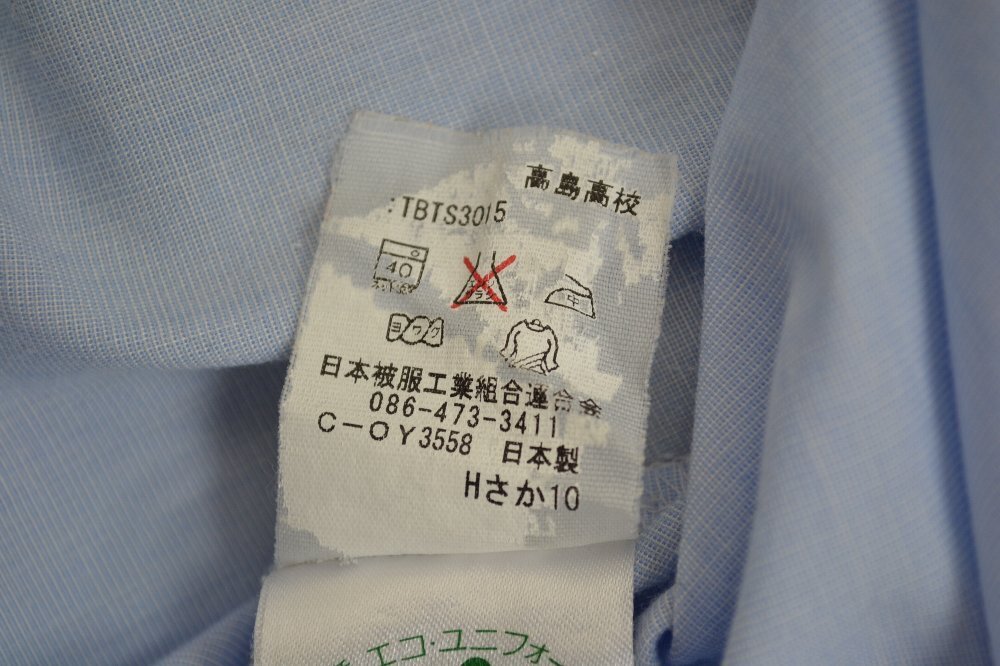 高島高校
:TBTS3015
40
中
ヨワク
日本被服工業組合連合会
086-473-3411
C－OY3558 日本製
Hさか10
エコ・ユニフォー